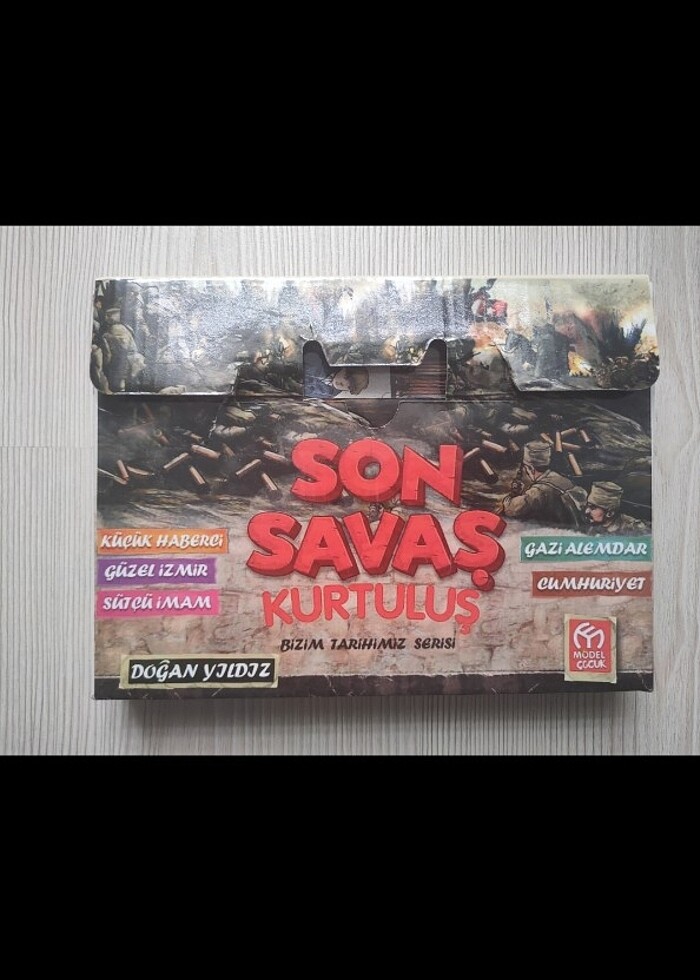 SON
SAVAŞ
KURTULUŞ
BİZİM TARİHİMİZ SERİSİ
KÜÇÜK HABERCİ
GÜZEL İZMİR
SÜTÇÜ İMAM
GAZİ ALEMDAR
CUMHURİYET
DOĞAN YILDIZ
MODEL
ÇOCUK